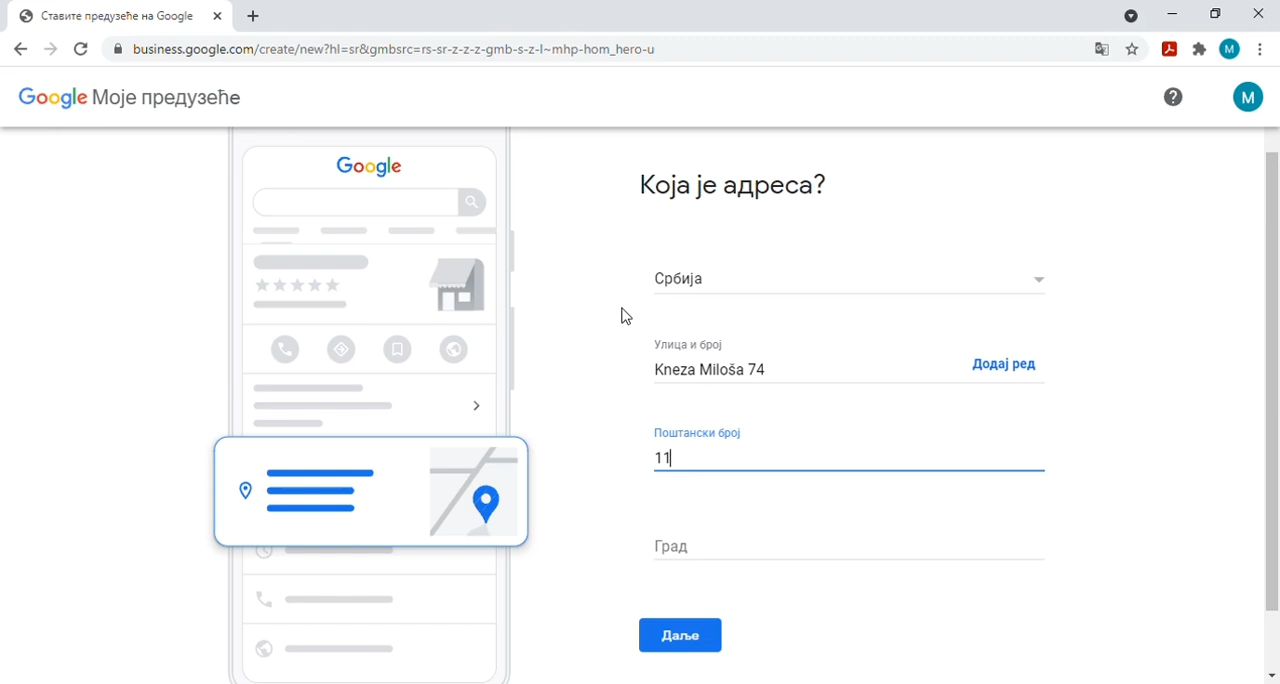 Ставите предузеће на Google
business.google.com/create/new?hl=sr&gmbsrc=rs-sr-z-z-z-gmb-s-z-l~mhp-hom_hero-u
M
Google Моје предузеће
M
Google
Која је адреса?
Србија
Улица и број
Kneza Miloša 74
Додај ред
Поштански број
11
Град
Даље